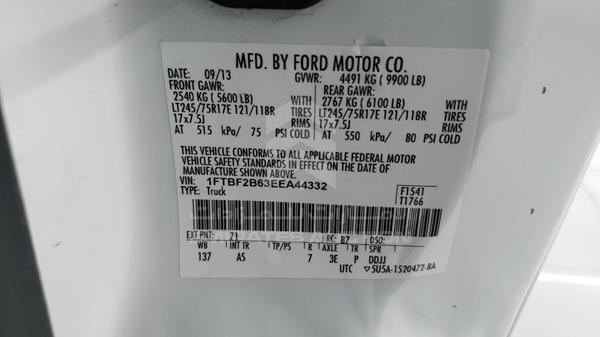 MFD. BY FORD MOTOR CO.
DATE: 09/13 GVWR: 4491 KG ( 9900 LB)
FRONT GAWR: REAR GAWR:
2540 KG ( 5600 LB) WITH 2767 KG ( 6100 LB) WITH
LT245/75R17E 121/118R TIRES LT245/75R17E 121/118R TIRES
17x7.5J RIMS 17x7.5J RIMS
AT 515 kPa/ 75 PSI COLD AT 550 kPa/ 80 PSI COLD
THIS VEHICLE CONFORMS TO ALL APPLICABLE FEDERAL MOTOR
VEHICLE SAFETY STANDARDS IN EFFECT ON THE DATE OF
MANUFACTURE SHOWN ABOVE.
VIN: 1FTBF2B63EEA44332 F1541
TYPE: Truck T1766
EXT PNT: Z1 RC: B7 DSO:
WB INT TR TP/PS R AXLE TR SPR
137 AS 7 3E P DDJJ
UTC ▽5U5A-1520472-BA